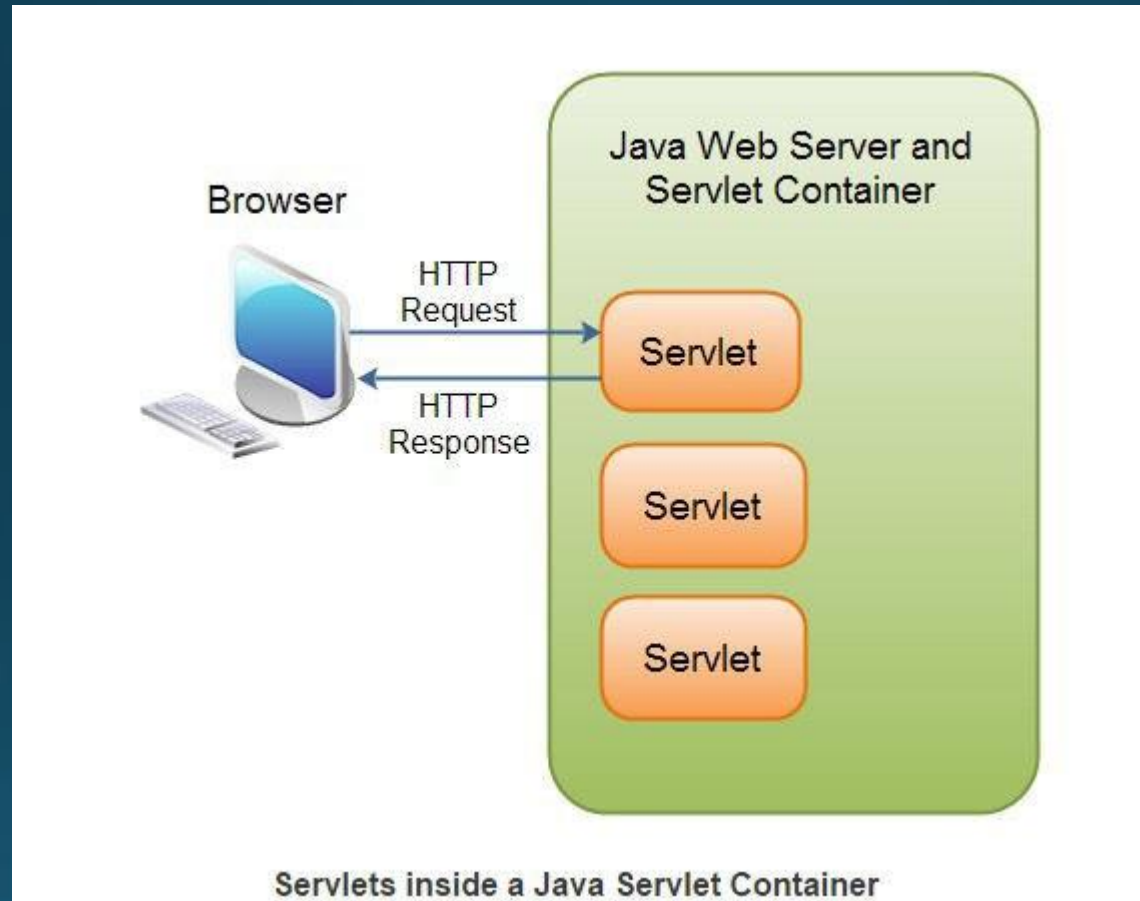 Java Web Server and
Servlet Container
Browser
HTTP
Request
Servlet
HTTP
Response
Servlet
Servlet
Servlets inside a Java Servlet Container